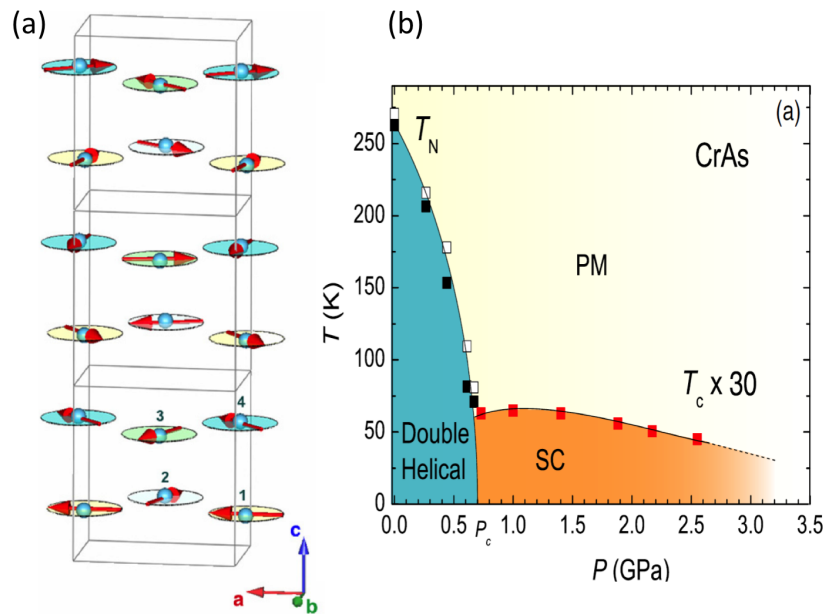 (a)
3
4
2
1
c
a
b
(b)
(a)
T_N
CrAs
PM
T_c x 30
Double
Helical
SC
T (K)
250
200
150
100
50
0
0.0 0.5 P_c 1.0 1.5 2.0 2.5 3.0 3.5
P (GPa)